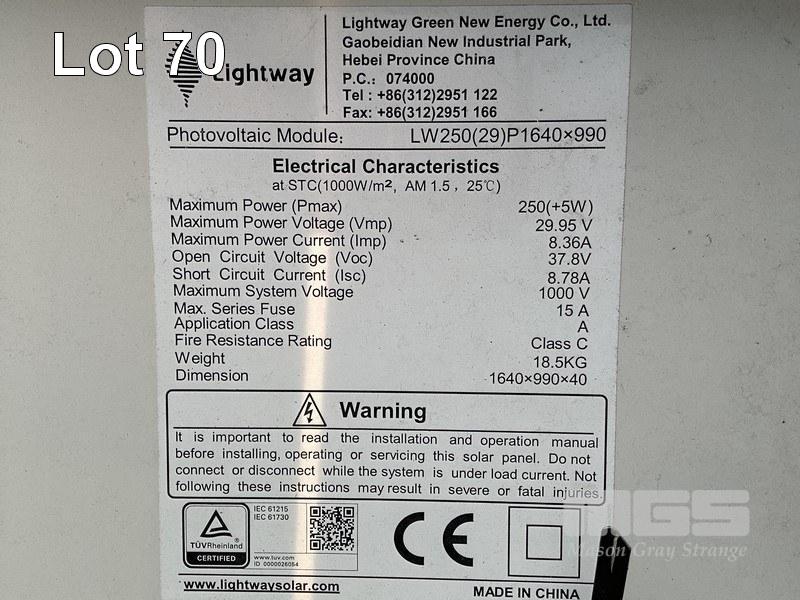 Lot 70
Lightway
Lightway Green New Energy Co., Ltd.
Gaobeidian New Industrial Park,
Hebei Province China
P.C.: 074000
Tel : +86(312)2951 122
Fax: +86(312)2951 166
Photovoltaic Module: LW250(29)P1640×990
Electrical Characteristics
at STC(1000W/m², AM 1.5 , 25℃)
Maximum Power (Pmax) 250(+5W)
Maximum Power Voltage (Vmp) 29.95 V
Maximum Power Current (Imp) 8.36A
Open Circuit Voltage (Voc) 37.8V
Short Circuit Current (Isc) 8.78A
Maximum System Voltage 1000 V
Max. Series Fuse 15 A
Application Class A
Fire Resistance Rating Class C
Weight 18.5KG
Dimension 1640×990×40
Warning
It is important to read the installation and operation manual
before installing, operating or servicing this solar panel. Do not
connect or disconnect while the system is under load current. Not
following these instructions may result in severe or fatal injuries.
TÜVRheinland
CERTIFIED
IEC 61215
IEC 61730
www.tuv.com
ID 0000026084
CE
www.lightwaysolar.com
MADE IN CHINA
MGS
Mason Gray Strange